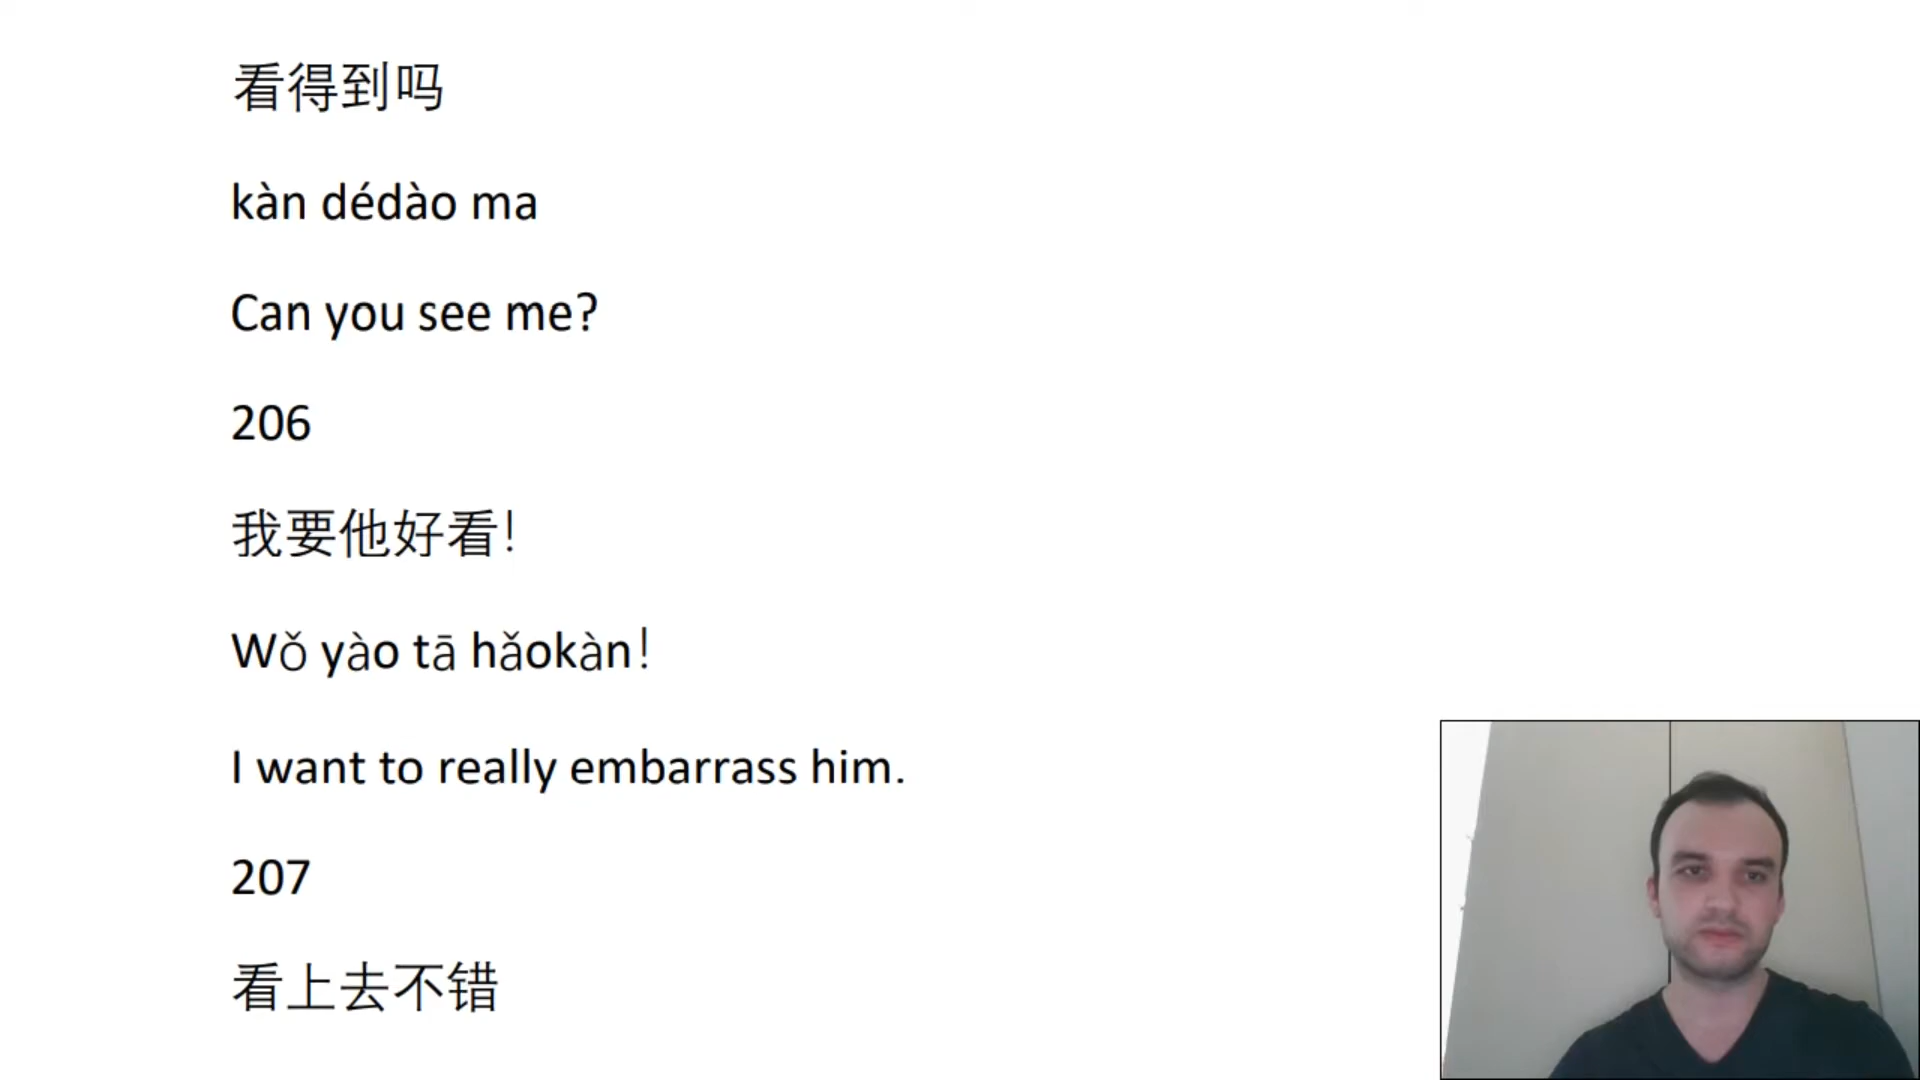 看得到吗
kàn dédào ma
Can you see me?
206
我要他好看！
Wǒ yào tā hǎokàn！
I want to really embarrass him.
207
看上去不错